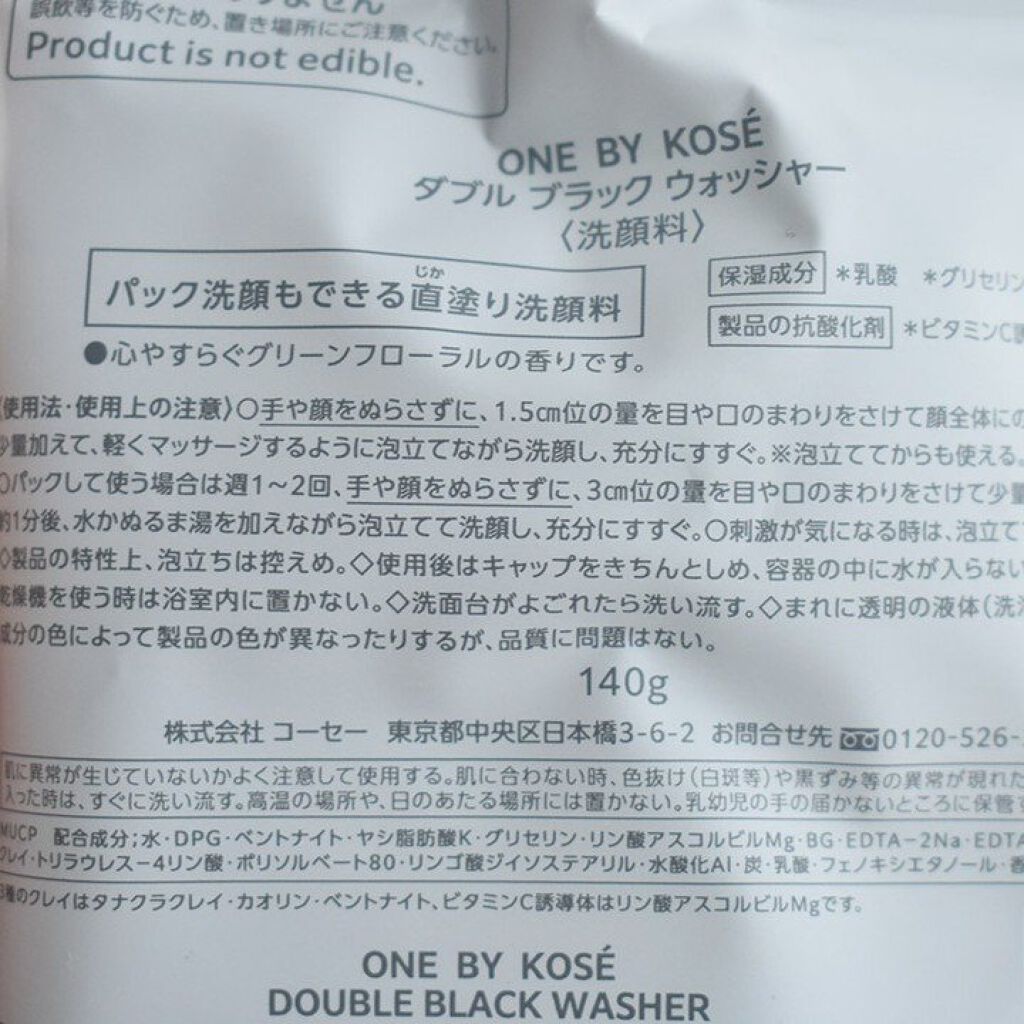 りません
誤飲等を防ぐため、置き場所にご注意ください。
Product is not edible.
ONE BY KOSÉ
ダブル ブラック ウォッシャー
〈洗顔料〉
じか
パック洗顔もできる直塗り洗顔料
保湿成分 *乳酸 *グリセリン
製品の抗酸化剤 *ビタミンC誘
●心やすらぐグリーンフローラルの香りです。
〈使用法・使用上の注意〉○手や顔をぬらさずに、1.5cm位の量を目や口のまわりをさけて顔全体にの
少量加えて、軽くマッサージするように泡立てながら洗顔し、充分にすすぐ。※泡立ててからも使える。
○パックして使う場合は週1～2回、手や顔をぬらさずに、3cm位の量を目や口のまわりをさけて少量
約1分後、水かぬるま湯を加えながら泡立てて洗顔し、充分にすすぐ。○刺激が気になる時は、泡立て
◇製品の特性上、泡立ちは控えめ。◇使用後はキャップをきちんとしめ、容器の中に水が入らない
乾燥機を使う時は浴室内に置かない。◇洗面台がよごれたら洗い流す。◇まれに透明の液体(洗
成分の色によって製品の色が異なったりするが、品質に問題はない。
140g
株式会社 コーセー 東京都中央区日本橋3-6-2 お問合せ先 0120-526-
肌に異常が生じていないかよく注意して使用する。肌に合わない時、色抜け(白斑等)や黒ずみ等の異常が現れた
入った時は、すぐに洗い流す。高温の場所や、日のあたる場所には置かない。乳幼児の手の届かないところに保管す
MUCP 配合成分;水・DPG・ベントナイト・ヤシ脂肪酸K・グリセリン・リン酸アスコルビルMg・BG・EDTA-2Na・EDTA
クレイ・トリラウレス-4リン酸・ポリソルベート80・リンゴ酸ジイソステアリル・水酸化Al・炭・乳酸・フェノキシエタノール・香
3種のクレイはタナクラクレイ・カオリン・ベントナイト、ビタミンC誘導体はリン酸アスコルビルMgです。
ONE BY KOSÉ
DOUBLE BLACK WASHER